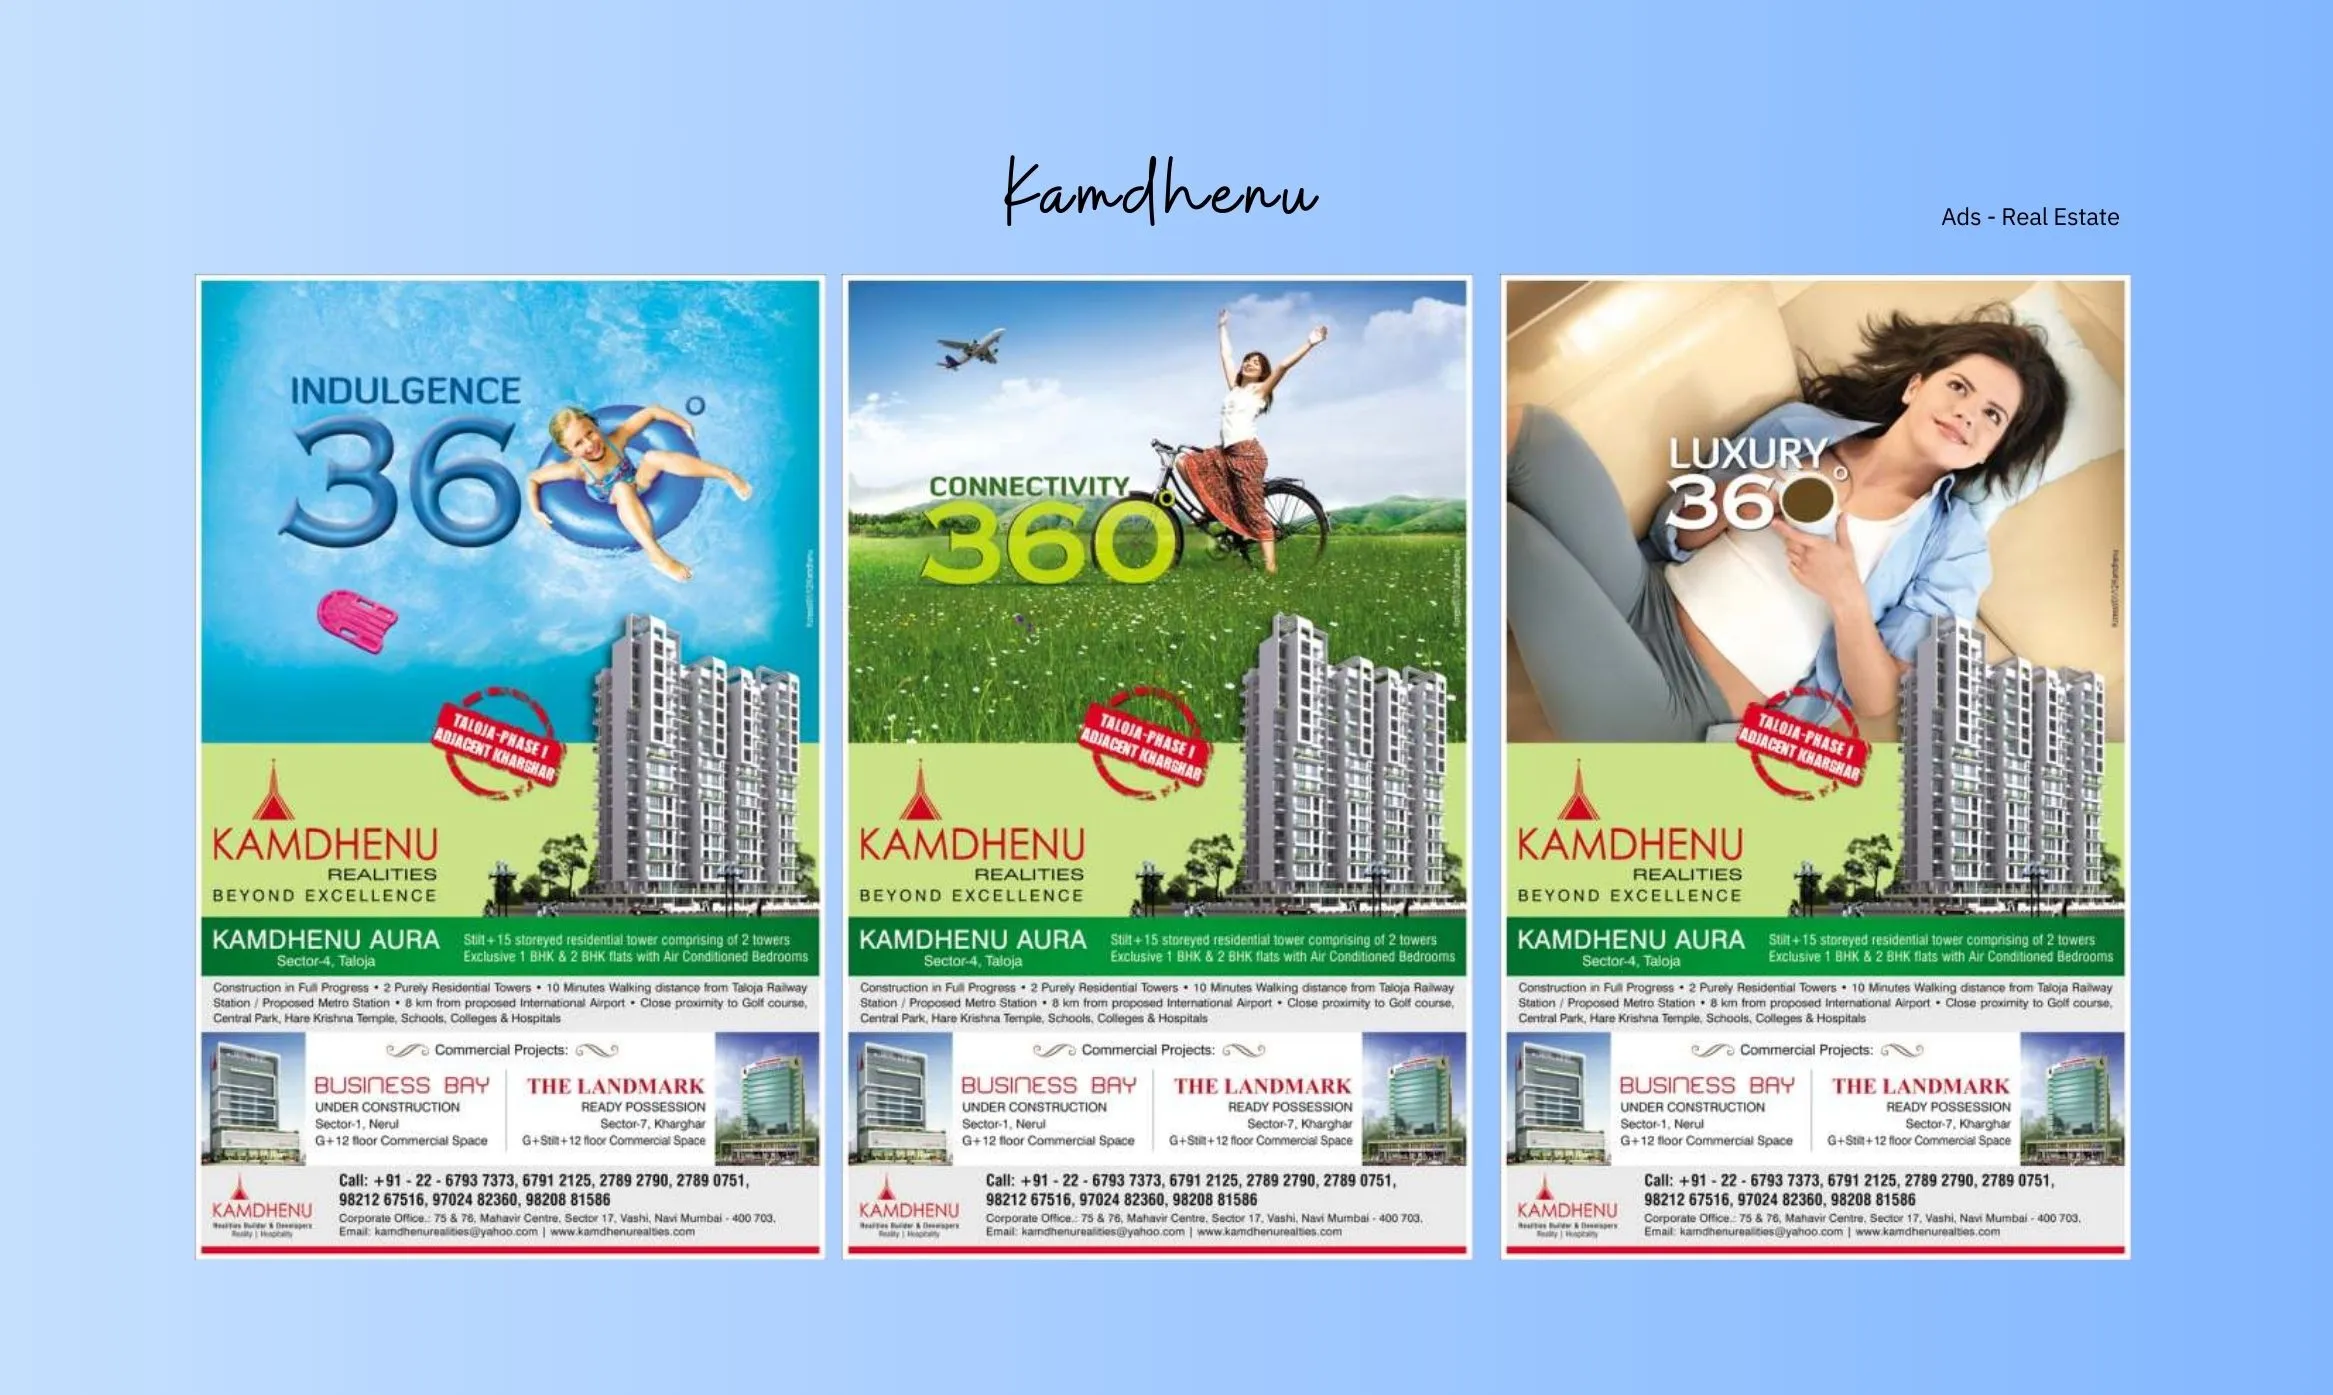 Kamdhenu
Ads - Real Estate
INDULGENCE
360°
TALOJA-PHASE I
ADJACENT KHARGHAR
KAMDHENU
REALITIES
BEYOND EXCELLENCE
KAMDHENU AURA
Sector-4, Taloja
Stilt+15 storeyed residential tower comprising of 2 towers
Exclusive 1 BHK & 2 BHK flats with Air Conditioned Bedrooms
Construction in Full Progress • 2 Purely Residential Towers • 10 Minutes Walking distance from Taloja Railway
Station / Proposed Metro Station • 8 km from proposed International Airport • Close proximity to Golf course,
Central Park, Hare Krishna Temple, Schools, Colleges & Hospitals
Commercial Projects:
BUSINESS BAY
UNDER CONSTRUCTION
Sector-1, Nerul
G+12 floor Commercial Space
THE LANDMARK
READY POSSESSION
Sector-7, Kharghar
G+Stilt+12 floor Commercial Space
KAMDHENU
Realities Builder & Developers
Reality | Hospitality
Call: +91 - 22 - 6793 7373, 6791 2125, 2789 2790, 2789 0751,
98212 67516, 97024 82360, 98208 81586
Corporate Office.: 75 & 76, Mahavir Centre, Sector 17, Vashi, Navi Mumbai - 400 703.
Email: kamdhenurealities@yahoo.com | www.kamdhenurealties.com
CONNECTIVITY
360°
TALOJA-PHASE I
ADJACENT KHARGHAR
KAMDHENU
REALITIES
BEYOND EXCELLENCE
KAMDHENU AURA
Sector-4, Taloja
Stilt+15 storeyed residential tower comprising of 2 towers
Exclusive 1 BHK & 2 BHK flats with Air Conditioned Bedrooms
Construction in Full Progress • 2 Purely Residential Towers • 10 Minutes Walking distance from Taloja Railway
Station / Proposed Metro Station • 8 km from proposed International Airport • Close proximity to Golf course,
Central Park, Hare Krishna Temple, Schools, Colleges & Hospitals
Commercial Projects:
BUSINESS BAY
UNDER CONSTRUCTION
Sector-1, Nerul
G+12 floor Commercial Space
THE LANDMARK
READY POSSESSION
Sector-7, Kharghar
G+Stilt+12 floor Commercial Space
KAMDHENU
Realities Builder & Developers
Reality | Hospitality
Call: +91 - 22 - 6793 7373, 6791 2125, 2789 2790, 2789 0751,
98212 67516, 97024 82360, 98208 81586
Corporate Office.: 75 & 76, Mahavir Centre, Sector 17, Vashi, Navi Mumbai - 400 703.
Email: kamdhenurealities@yahoo.com | www.kamdhenurealties.com
LUXURY
360°
TALOJA-PHASE I
ADJACENT KHARGHAR
KAMDHENU
REALITIES
BEYOND EXCELLENCE
KAMDHENU AURA
Sector-4, Taloja
Stilt+15 storeyed residential tower comprising of 2 towers
Exclusive 1 BHK & 2 BHK flats with Air Conditioned Bedrooms
Construction in Full Progress • 2 Purely Residential Towers • 10 Minutes Walking distance from Taloja Railway
Station / Proposed Metro Station • 8 km from proposed International Airport • Close proximity to Golf course,
Central Park, Hare Krishna Temple, Schools, Colleges & Hospitals
Commercial Projects:
BUSINESS BAY
UNDER CONSTRUCTION
Sector-1, Nerul
G+12 floor Commercial Space
THE LANDMARK
READY POSSESSION
Sector-7, Kharghar
G+Stilt+12 floor Commercial Space
KAMDHENU
Realities Builder & Developers
Reality | Hospitality
Call: +91 - 22 - 6793 7373, 6791 2125, 2789 2790, 2789 0751,
98212 67516, 97024 82360, 98208 81586
Corporate Office.: 75 & 76, Mahavir Centre, Sector 17, Vashi, Navi Mumbai - 400 703.
Email: kamdhenurealities@yahoo.com | www.kamdhenurealties.com